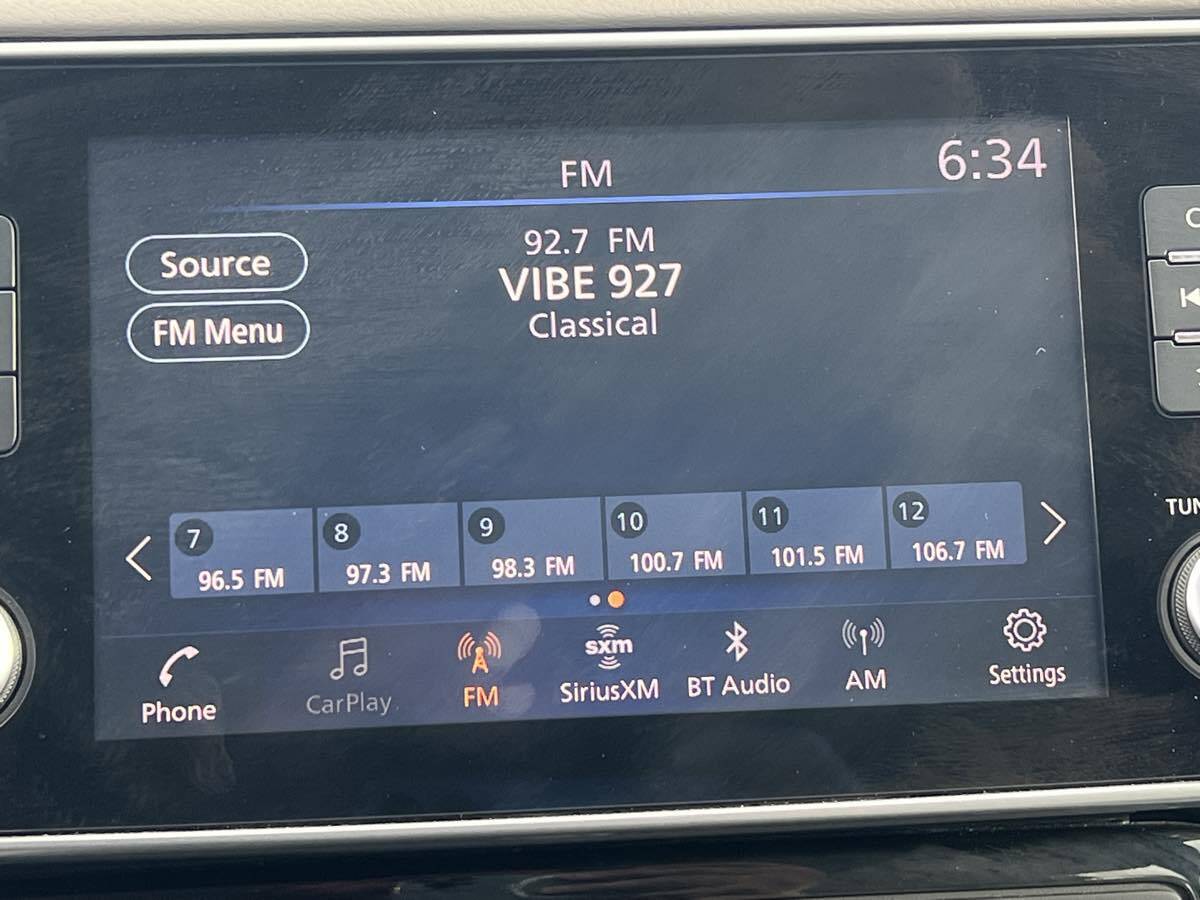 FM
6:34
Source
FM Menu
92.7 FM
VIBE 927
Classical
7
96.5 FM
8
97.3 FM
9
98.3 FM
10
100.7 FM
11
101.5 FM
12
106.7 FM
Phone
CarPlay
FM
sxm
SiriusXM
BT Audio
AM
Settings
TUN